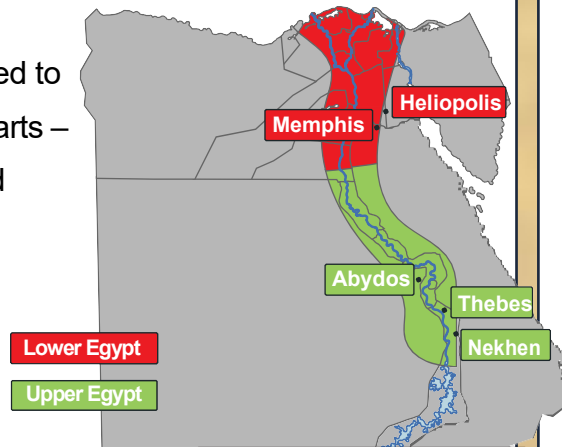 ed to
arts –
d
Heliopolis
Memphis
Abydos
Thebes
Nekhen
Lower Egypt
Upper Egypt